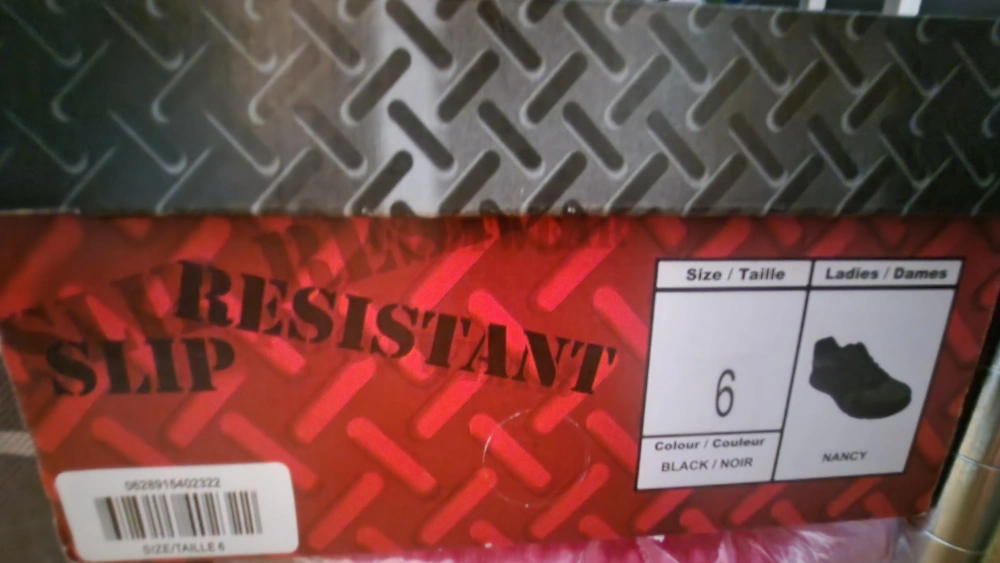 RESISTANT
SLIP
Size / Taille
Ladies / Dames
6
Colour / Couleur
BLACK / NOIR
NANCY
0628915402322
SIZE/TAILLE 6